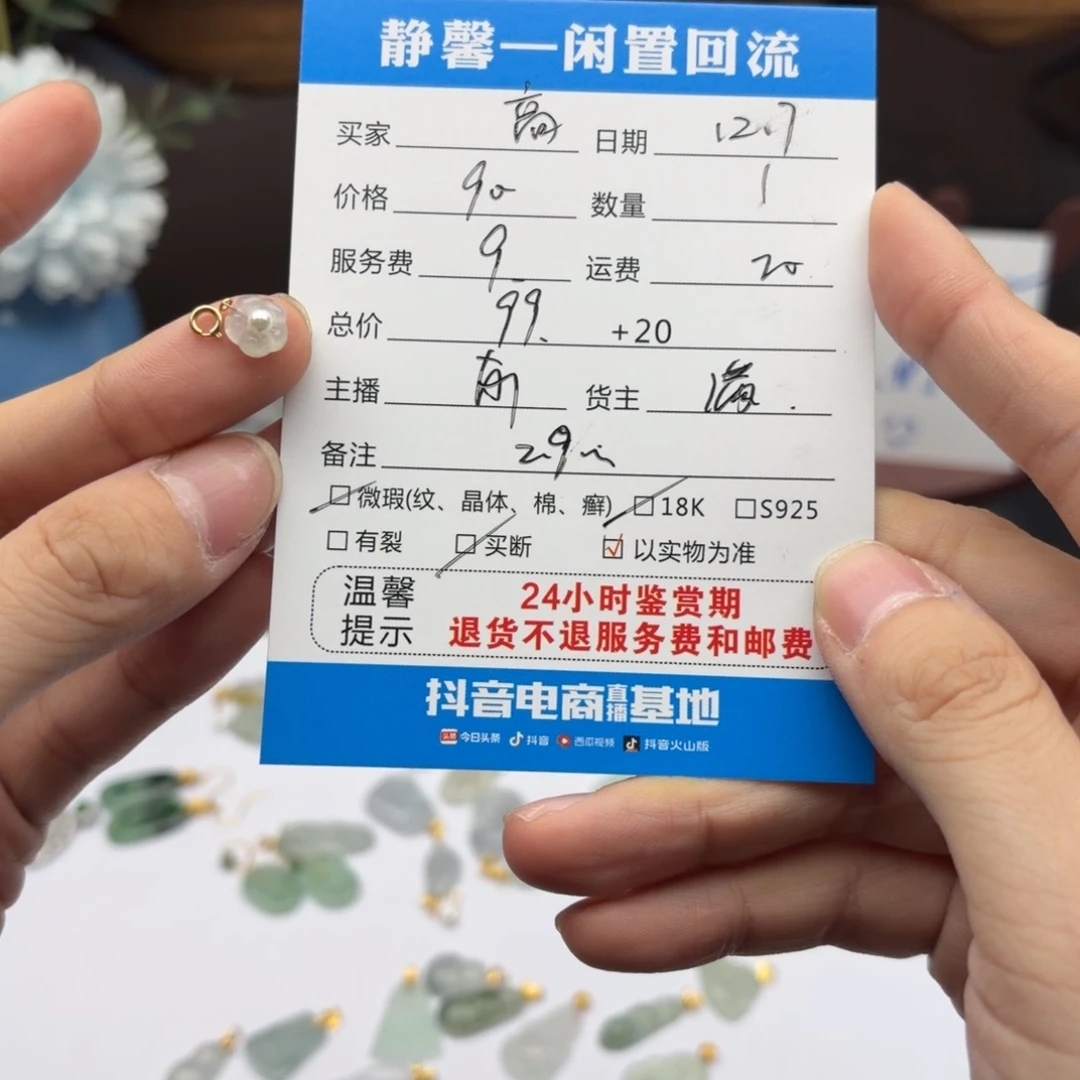 静馨—闲置回流
买家 高 日期 12.7
价格 90 数量 1
服务费 9 运费 20
总价 99. +20
主播 货主 满
备注
□微瑕(纹、晶体、棉、癣) □18K □S925
□有裂 □买断 ☑以实物为准
温馨提示
24小时鉴赏期
退货不退服务费和邮费
抖音电商直播基地
头条 今日头条 抖音 西瓜视频 抖音火山版